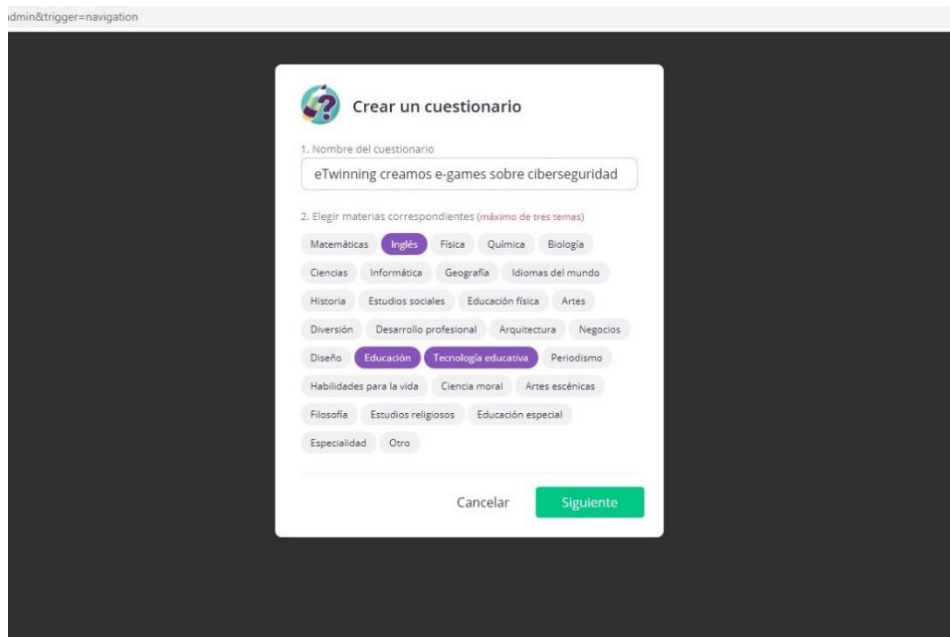 dmin&trigger=navigation
Crear un cuestionario
1. Nombre del cuestionario
eTwinning creamos e-games sobre ciberseguridad
2. Elegir materias correspondientes (máximo de tres temas)
Matemáticas Inglés Física Química Biología
Ciencias Informática Geografía Idiomas del mundo
Historia Estudios sociales Educación física Artes
Diversión Desarrollo profesional Arquitectura Negocios
Diseño Educación Tecnología educativa Periodismo
Habilidades para la vida Ciencia moral Artes escénicas
Filosofía Estudios religiosos Educación especial
Especialidad Otro
Cancelar Siguiente